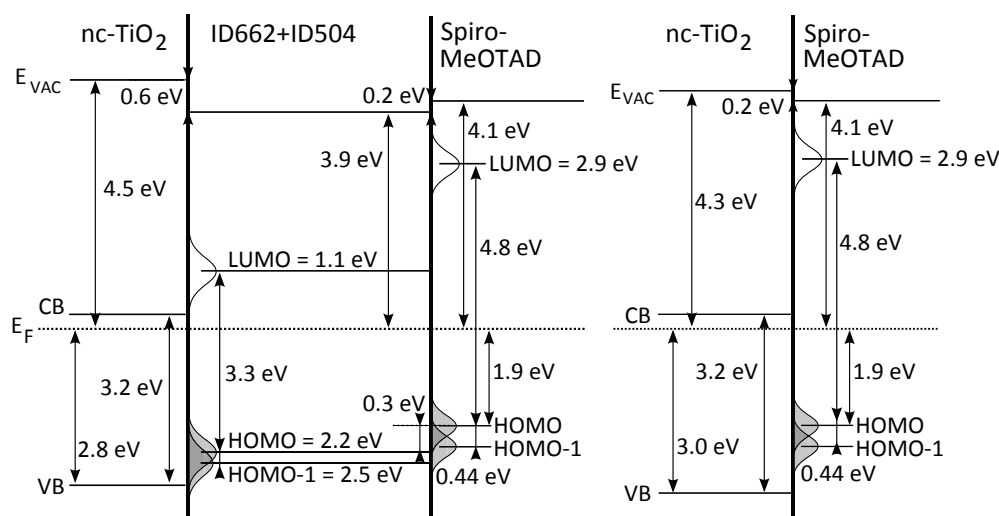 nc-TiO2
ID662+ID504
Spiro-
MeOTAD
EVAC
0.6 eV
0.2 eV
4.1 eV
3.9 eV
LUMO = 2.9 eV
4.5 eV
4.8 eV
LUMO = 1.1 eV
CB
EF
3.2 eV
3.3 eV
1.9 eV
0.3 eV
2.8 eV
HOMO = 2.2 eV
HOMO
HOMO-1
HOMO-1 = 2.5 eV
0.44 eV
VB
nc-TiO2
Spiro-
MeOTAD
EVAC
0.2 eV
4.1 eV
LUMO = 2.9 eV
4.3 eV
4.8 eV
CB
3.2 eV
1.9 eV
3.0 eV
HOMO
HOMO-1
0.44 eV
VB